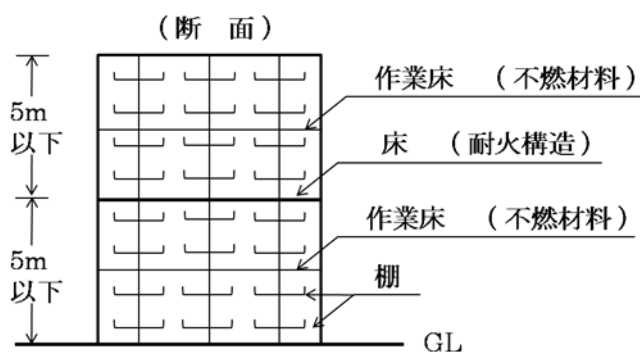 （断　面）
5m
以下
作業床　（不燃材料）
床　（耐火構造）
5m
以下
作業床　（不燃材料）
棚
GL